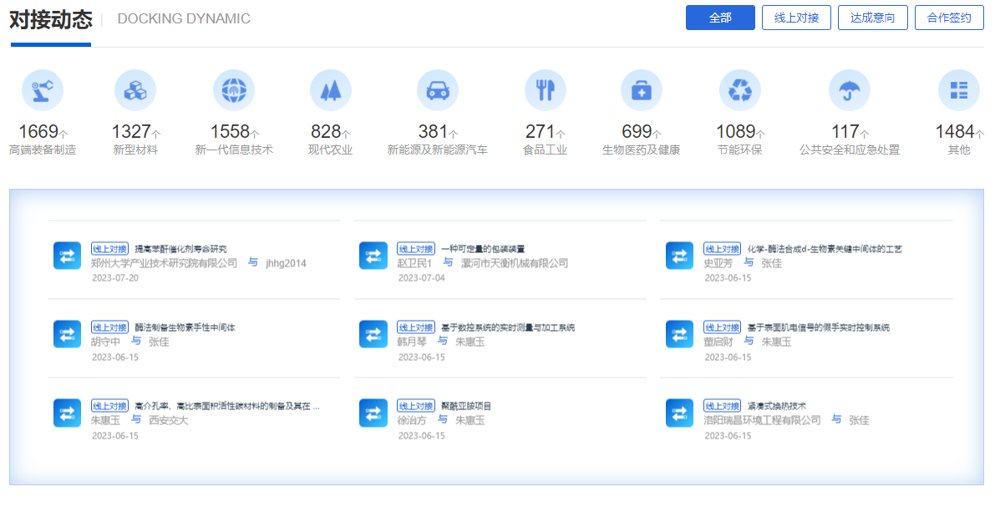 对接动态 DOCKING DYNAMIC 全部 线上对接 达成意向 合作签约
1669个 1327个 1558个 828个 381个 271个 699个 1089个 117个 1484个
高端装备制造 新型材料 新一代信息技术 现代农业 新能源及新能源汽车 食品工业 生物医药及健康 节能环保 公共安全和应急处置 其他
线上对接 提高苯酐催化剂寿命研究
郑州大学产业技术研究院有限公司 与 jhhg2014
2023-07-20
线上对接 一种可定量的包装装置
赵卫民1 与 漯河市天衡机械有限公司
2023-07-04
线上对接 化学-酶法合成d-生物素关键中间体的工艺
史亚芳 与 张佳
2023-06-15
线上对接 酶法制备生物素手性中间体
胡守中 与 张佳
2023-06-15
线上对接 基于数控系统的实时测量与加工系统
韩月琴 与 朱惠玉
2023-06-15
线上对接 基于表面肌电信号的假手实时控制系统
董启财 与 朱惠玉
2023-06-15
线上对接 高介孔率、高比表面积活性碳材料的制备及其在 ...
朱惠玉 与 西安交大
2023-06-15
线上对接 聚酰亚胺项目
徐治方 与 朱惠玉
2023-06-15
线上对接 紧凑式换热技术
洛阳瑞昌环境工程有限公司 与 张佳
2023-06-15